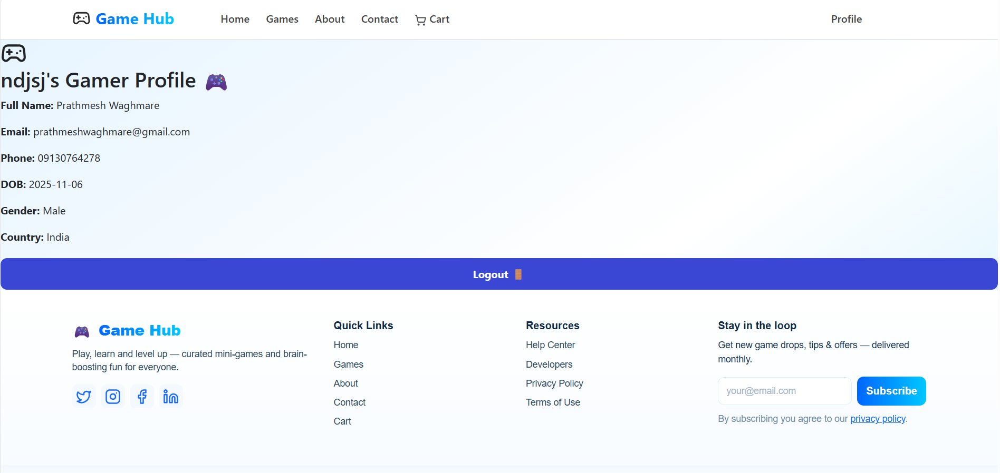 Game Hub Home Games About Contact Cart Profile
ndjsj's Gamer Profile
Full Name: Prathmesh Waghmare
Email: prathmeshwaghmare@gmail.com
Phone: 09130764278
DOB: 2025-11-06
Gender: Male
Country: India
Logout
Game Hub
Play, learn and level up — curated mini-games and brain-
boosting fun for everyone.
Quick Links
Home
Games
About
Contact
Cart
Resources
Help Center
Developers
Privacy Policy
Terms of Use
Stay in the loop
Get new game drops, tips & offers — delivered
monthly.
your@email.com Subscribe
By subscribing you agree to our privacy policy.